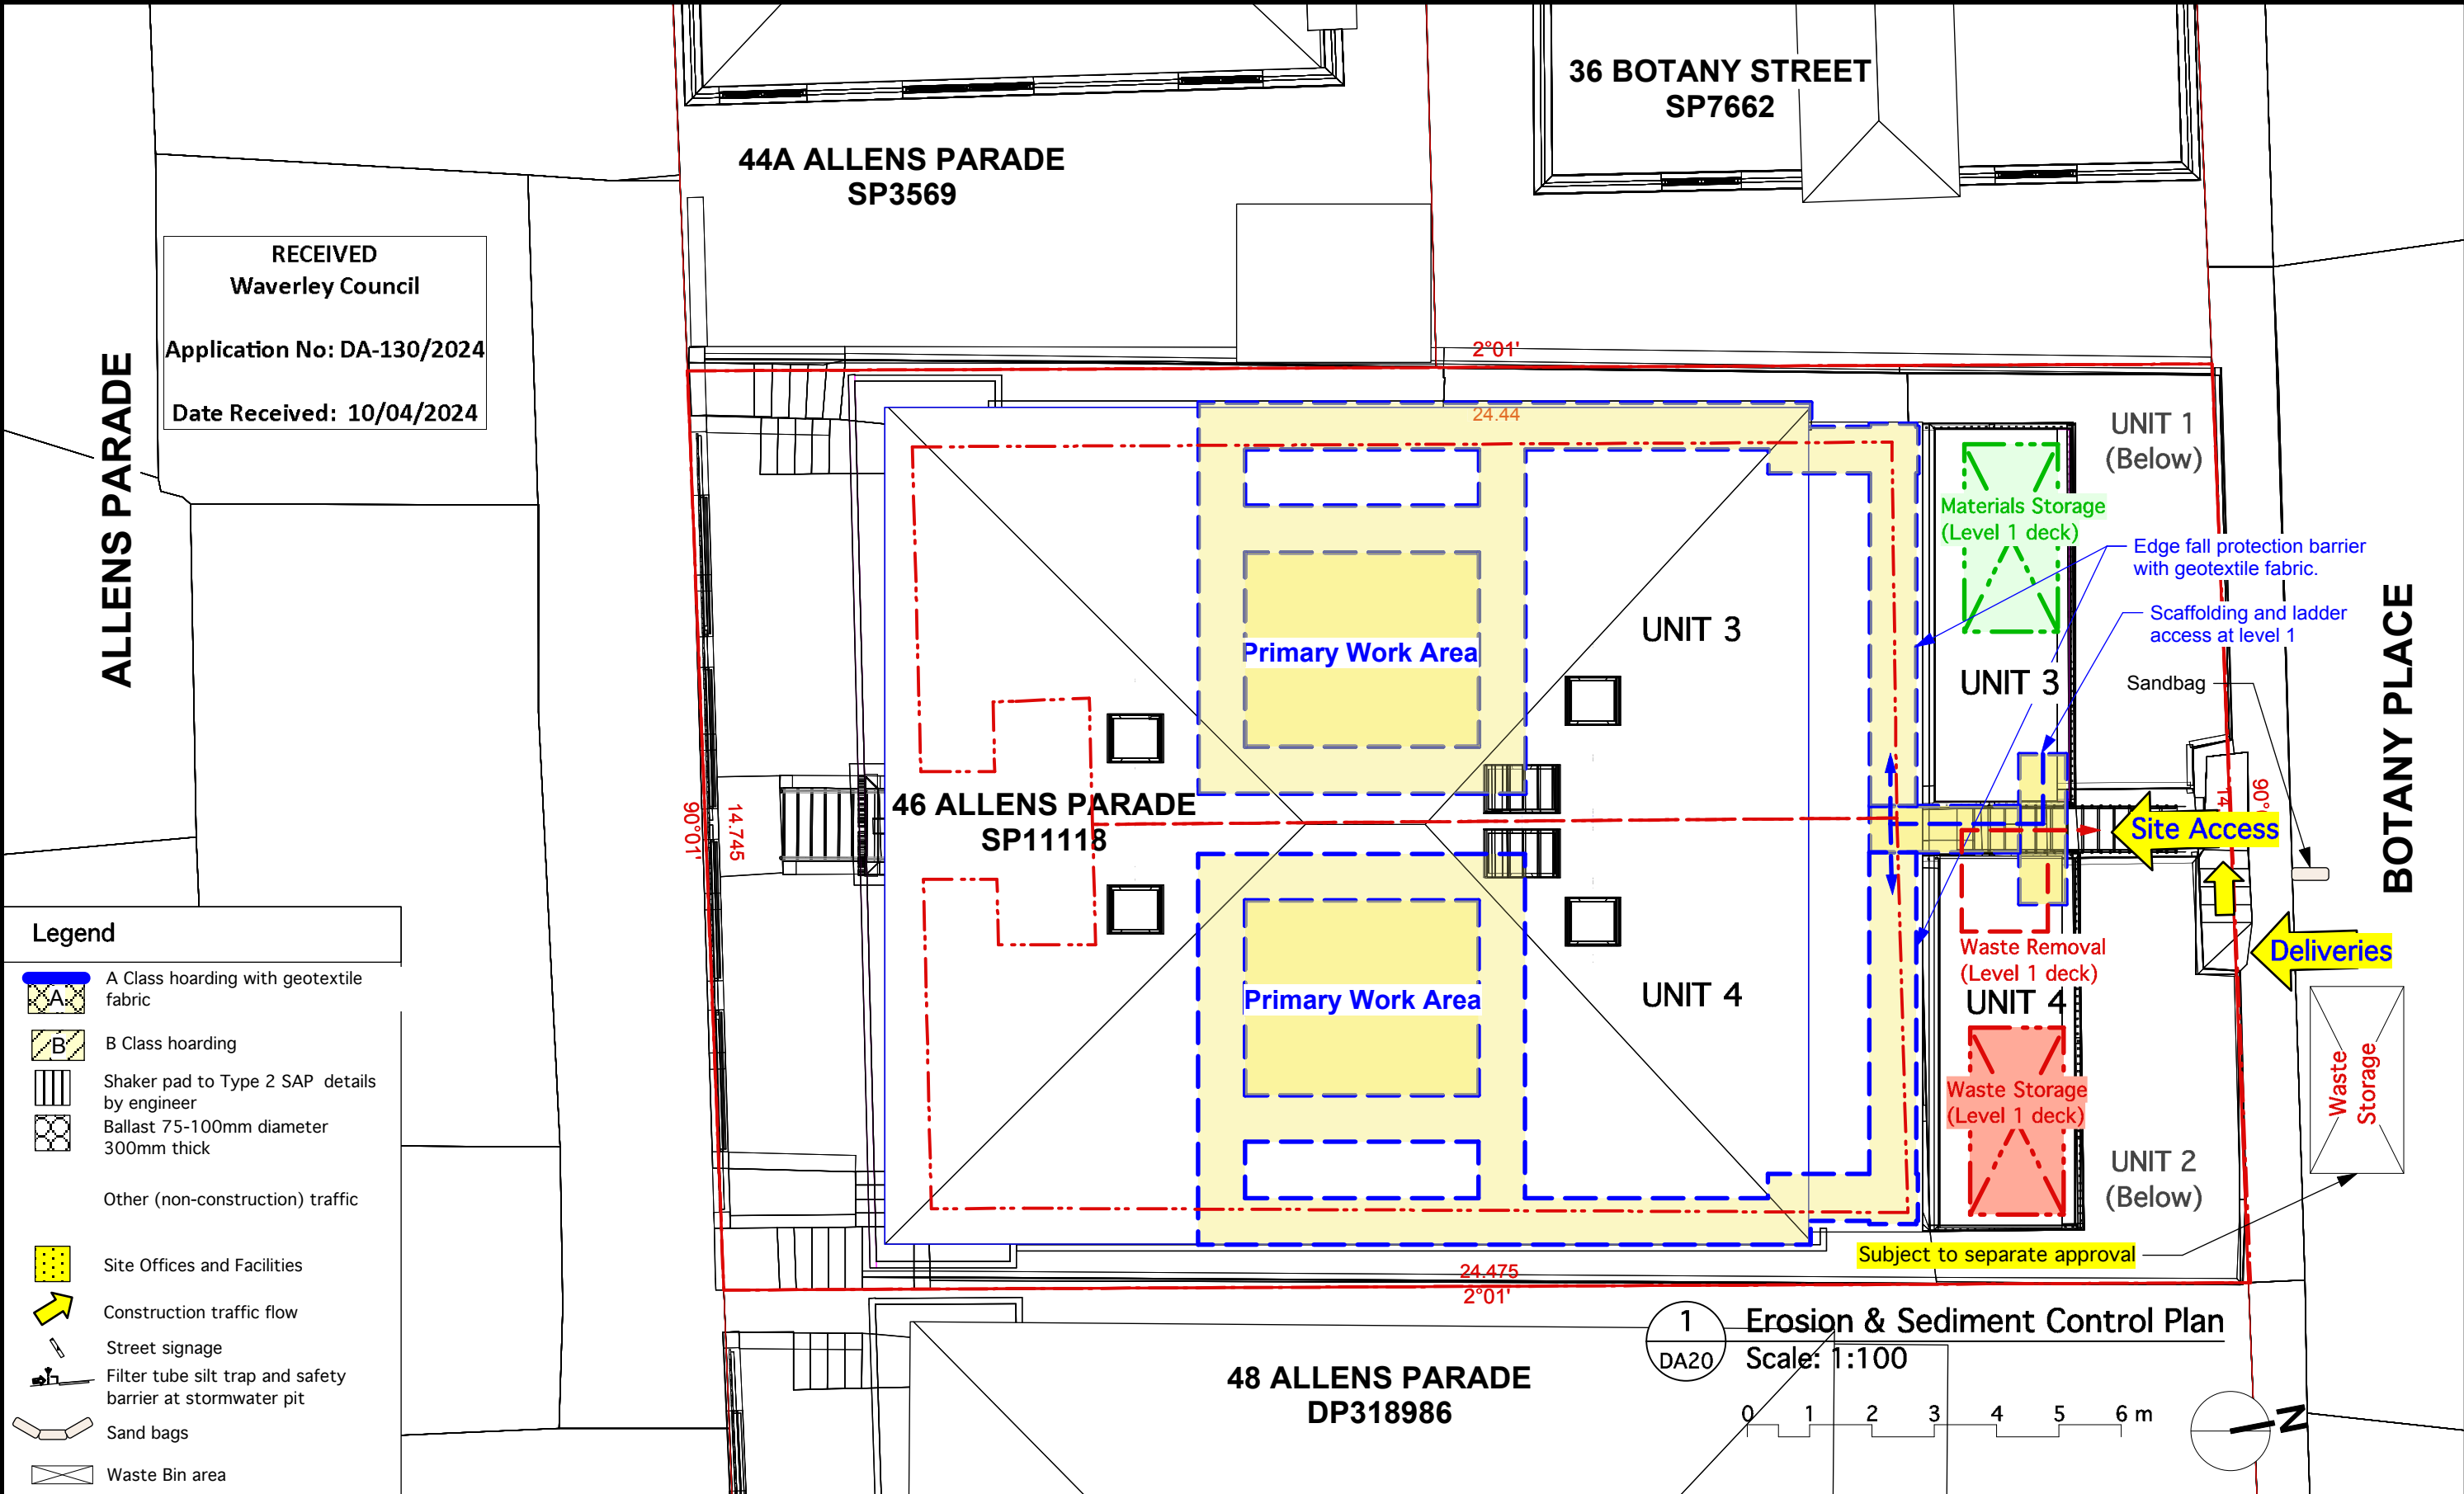 36 BOTANY STREET
SP7662
44A ALLENS PARADE
SP3569
RECEIVED
Waverley Council
Application No: DA-130/2024
Date Received: 10/04/2024
ALLENS PARADE
2°01'
24.44
UNIT 1
(Below)
Materials Storage
(Level 1 deck)
Edge fall protection barrier
with geotextile fabric.
Scaffolding and ladder
access at level 1
UNIT 3
Primary Work Area
UNIT 3
Sandbag
BOTANY PLACE
46 ALLENS PARADE
SP11118
90°01'
14.745
Site Access
Deliveries
Waste Removal
(Level 1 deck)
UNIT 4
Primary Work Area
UNIT 4
Waste Storage
(Level 1 deck)
Waste
Storage
UNIT 2
(Below)
Subject to separate approval
24.475
2°01'
Legend
A Class hoarding with geotextile
fabric
A
B
B Class hoarding
Shaker pad to Type 2 SAP details
by engineer
Ballast 75-100mm diameter
300mm thick
Other (non-construction) traffic
Site Offices and Facilities
Construction traffic flow
Street signage
Filter tube silt trap and safety
barrier at stormwater pit
Sand bags
Waste Bin area
1
DA20
Erosion & Sediment Control Plan
Scale: 1:100
48 ALLENS PARADE
DP318986
0 1 2 3 4 5 6 m
N